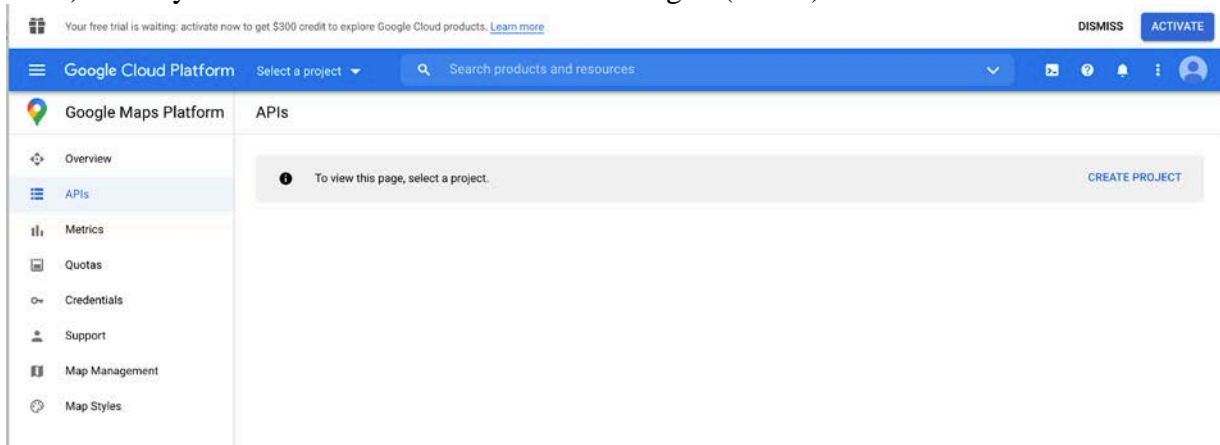 Your free trial is waiting: activate now to get $300 credit to explore Google Cloud products. Learn more
DISMISS
ACTIVATE
Google Cloud Platform
Select a project
Search products and resources
Google Maps Platform
APIs
Overview
To view this page, select a project.
CREATE PROJECT
APIs
Metrics
Quotas
Credentials
Support
Map Management
Map Styles